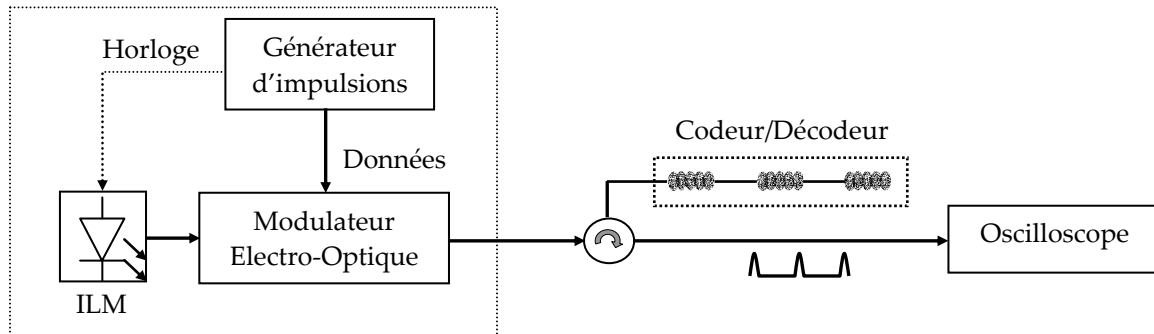 Horloge
Générateur
d’impulsions
Données
Codeur/Décodeur
Modulateur
Electro-Optique
ILM
Oscilloscope